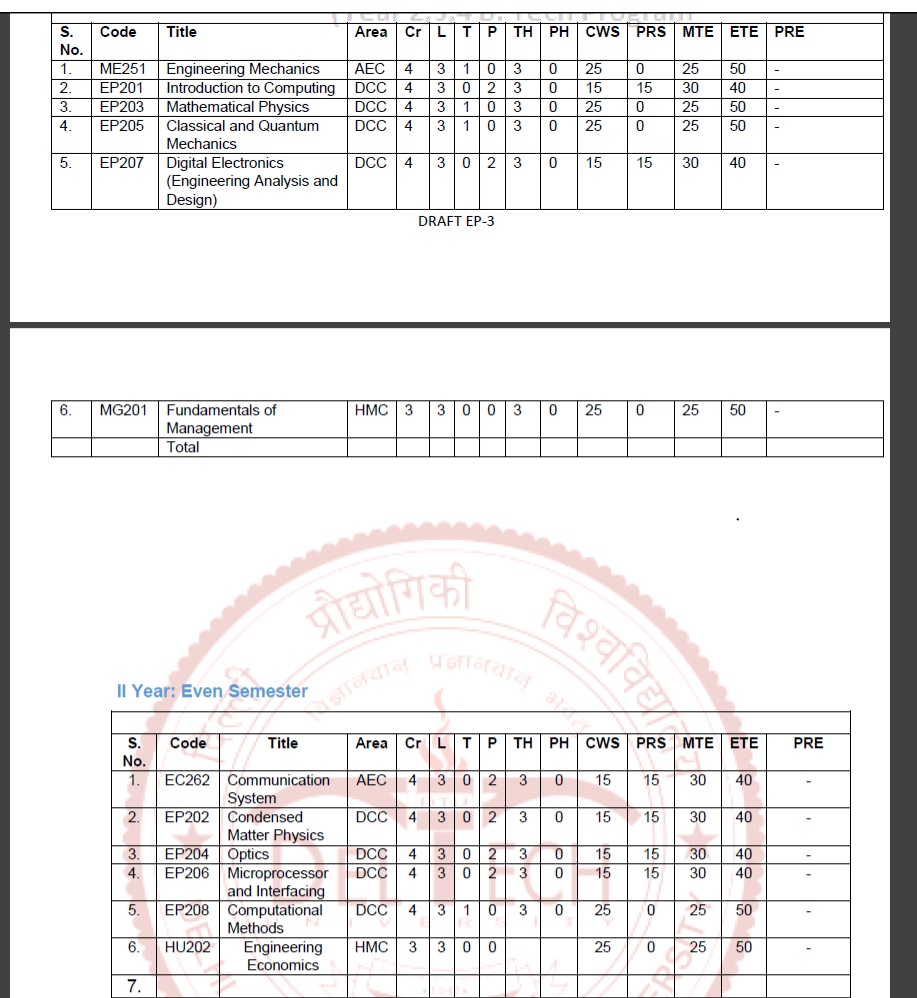 (Year 2,3,4 B. Tech Program)
S. No. Code Title Area Cr L T P TH PH CWS PRS MTE ETE PRE
1. ME251 Engineering Mechanics AEC 4 3 1 0 3 0 25 0 25 50 -
2. EP201 Introduction to Computing DCC 4 3 0 2 3 0 15 15 30 40 -
3. EP203 Mathematical Physics DCC 4 3 1 0 3 0 25 0 25 50 -
4. EP205 Classical and Quantum Mechanics DCC 4 3 1 0 3 0 25 0 25 50 -
5. EP207 Digital Electronics (Engineering Analysis and Design) DCC 4 3 0 2 3 0 15 15 30 40 -
DRAFT EP-3
6. MG201 Fundamentals of Management HMC 3 3 0 0 3 0 25 0 25 50 -
Total
प्रौद्योगिकी विश्वविद्यालय
II Year: Even Semester
S. No. Code Title Area Cr L T P TH PH CWS PRS MTE ETE PRE
1. EC262 Communication System AEC 4 3 0 2 3 0 15 15 30 40 -
2. EP202 Condensed Matter Physics DCC 4 3 0 2 3 0 15 15 30 40 -
3. EP204 Optics DCC 4 3 0 2 3 0 15 15 30 40 -
4. EP206 Microprocessor and Interfacing DCC 4 3 0 2 3 0 15 15 30 40 -
5. EP208 Computational Methods DCC 4 3 1 0 3 0 25 0 25 50 -
6. HU202 Engineering Economics HMC 3 3 0 0 25 0 25 50 -
7.
DTU
DELTECH
UNIVERSITY